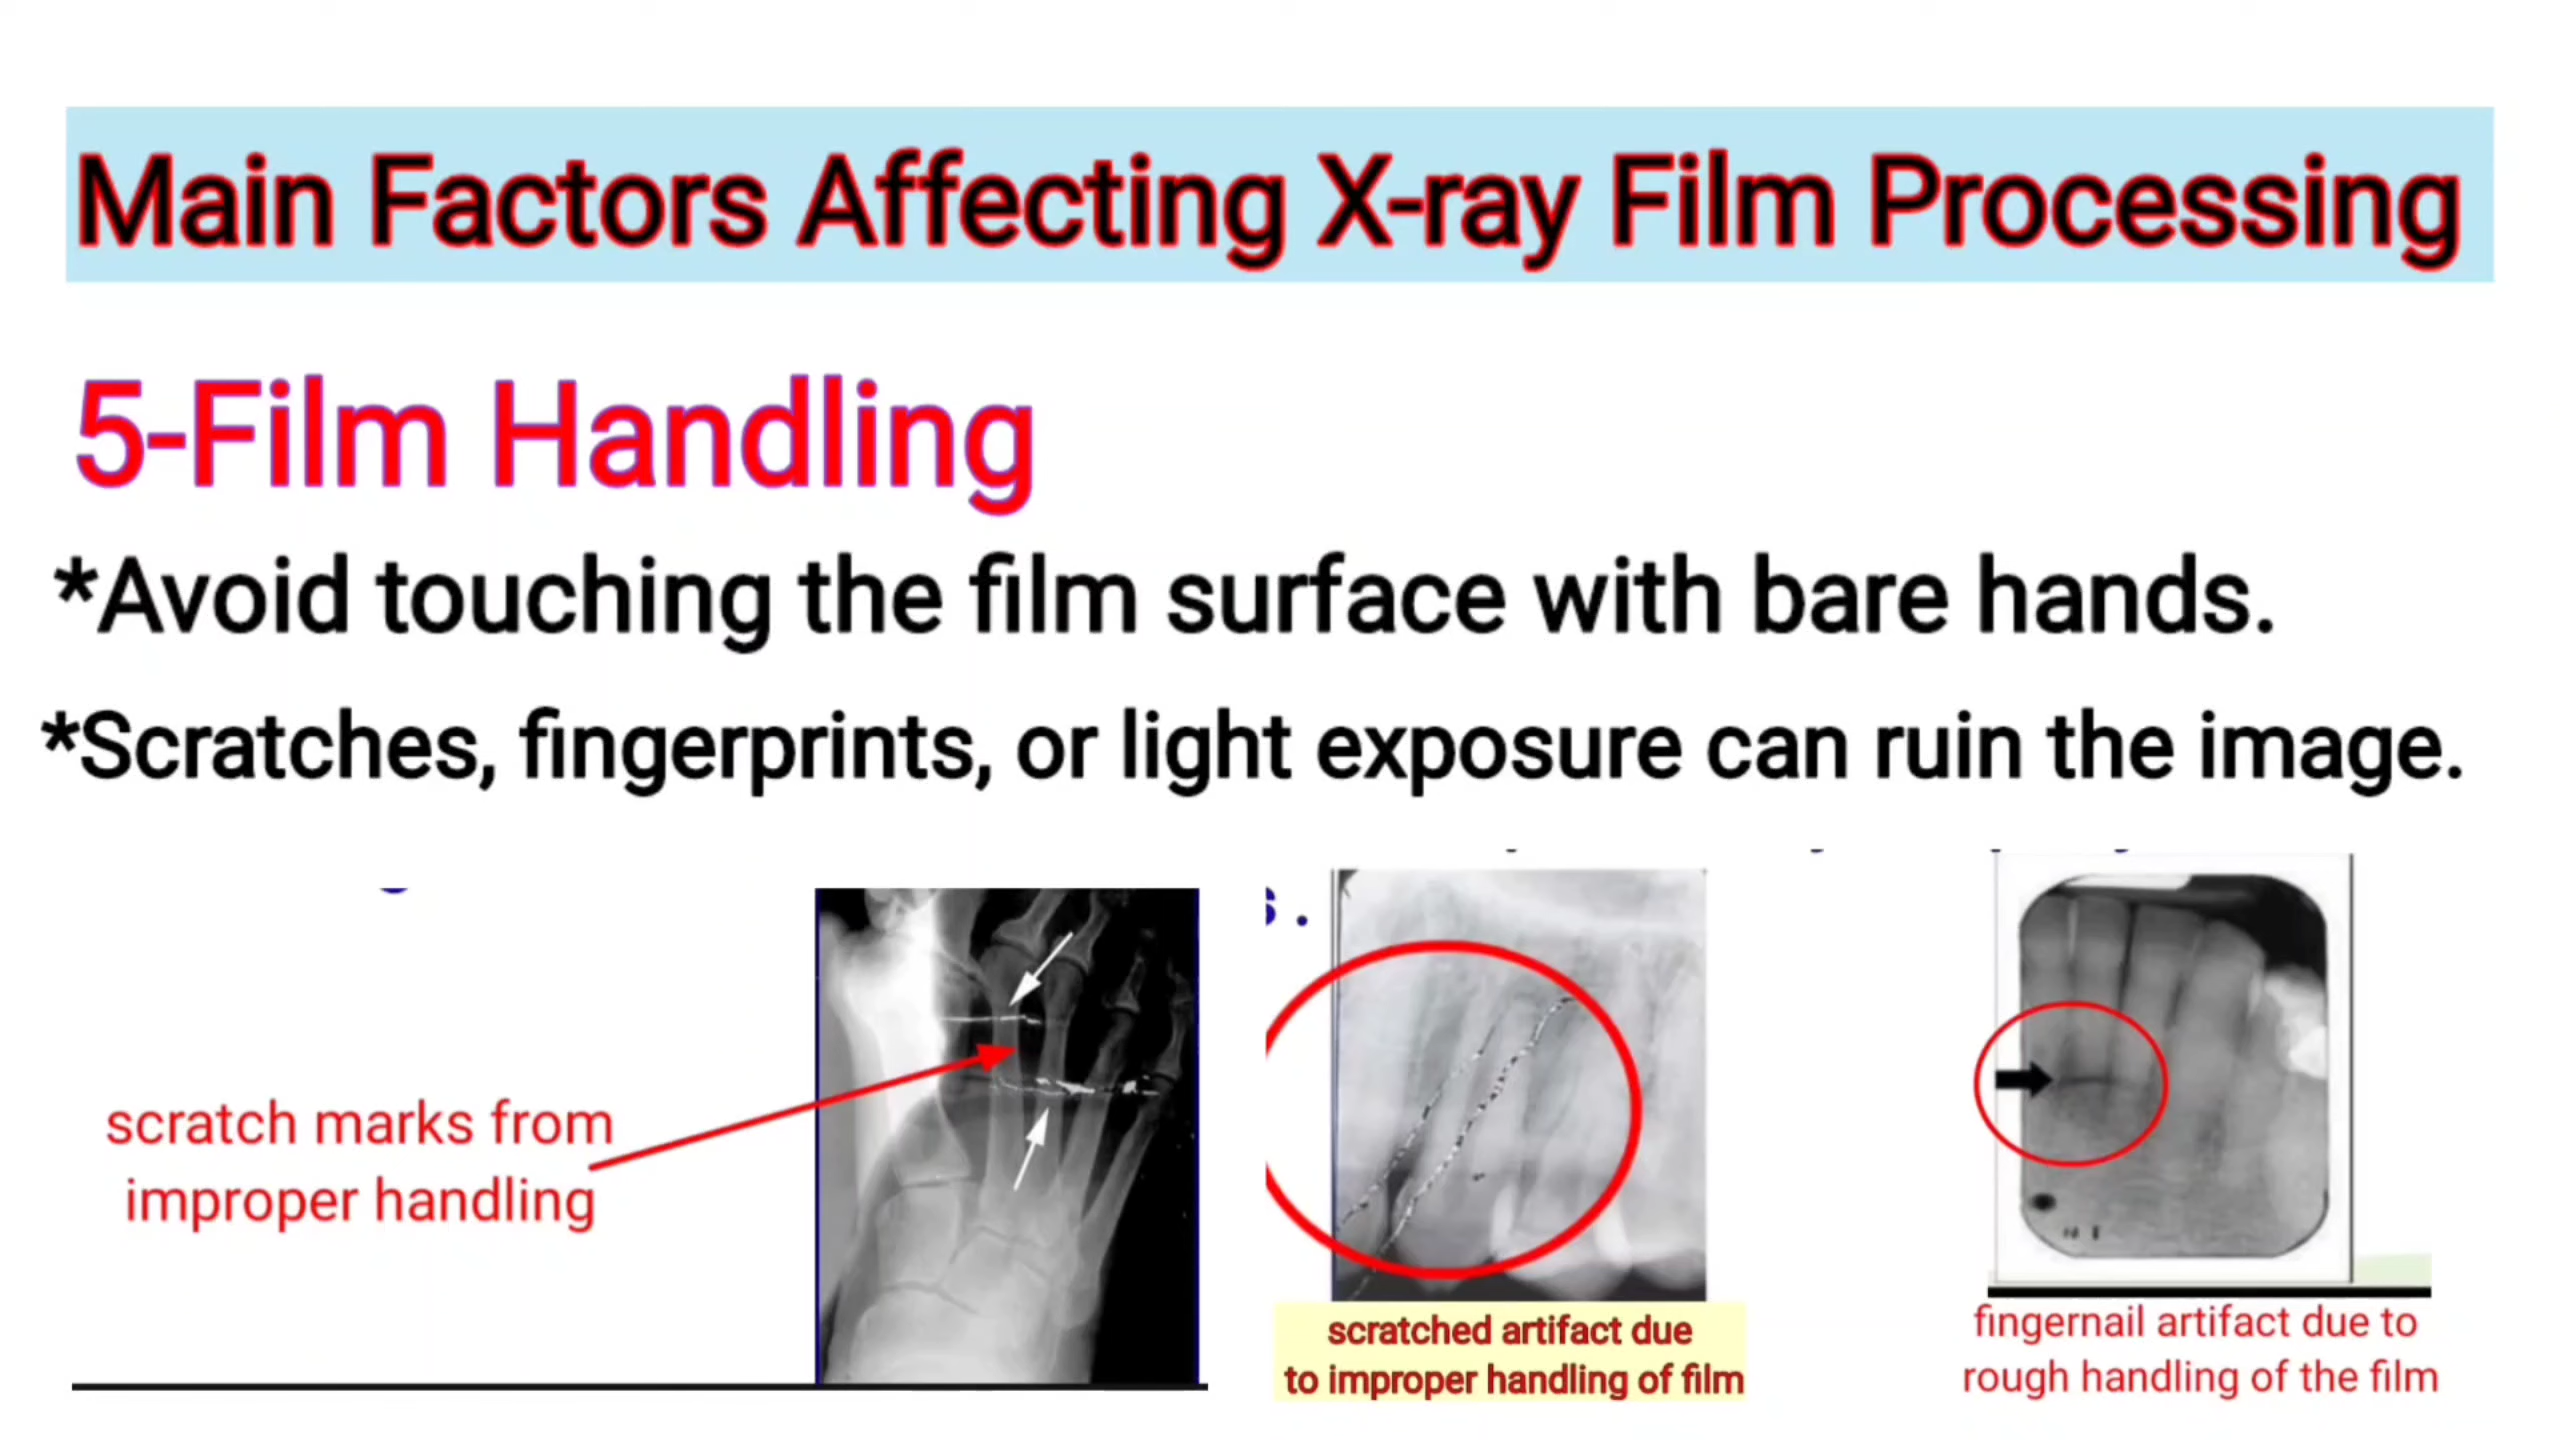 Main Factors Affecting X-ray Film Processing
5-Film Handling
*Avoid touching the film surface with bare hands.
*Scratches, fingerprints, or light exposure can ruin the image.
s.
scratch marks from
improper handling
scratched artifact due
to improper handling of film
fingernail artifact due to
rough handling of the film